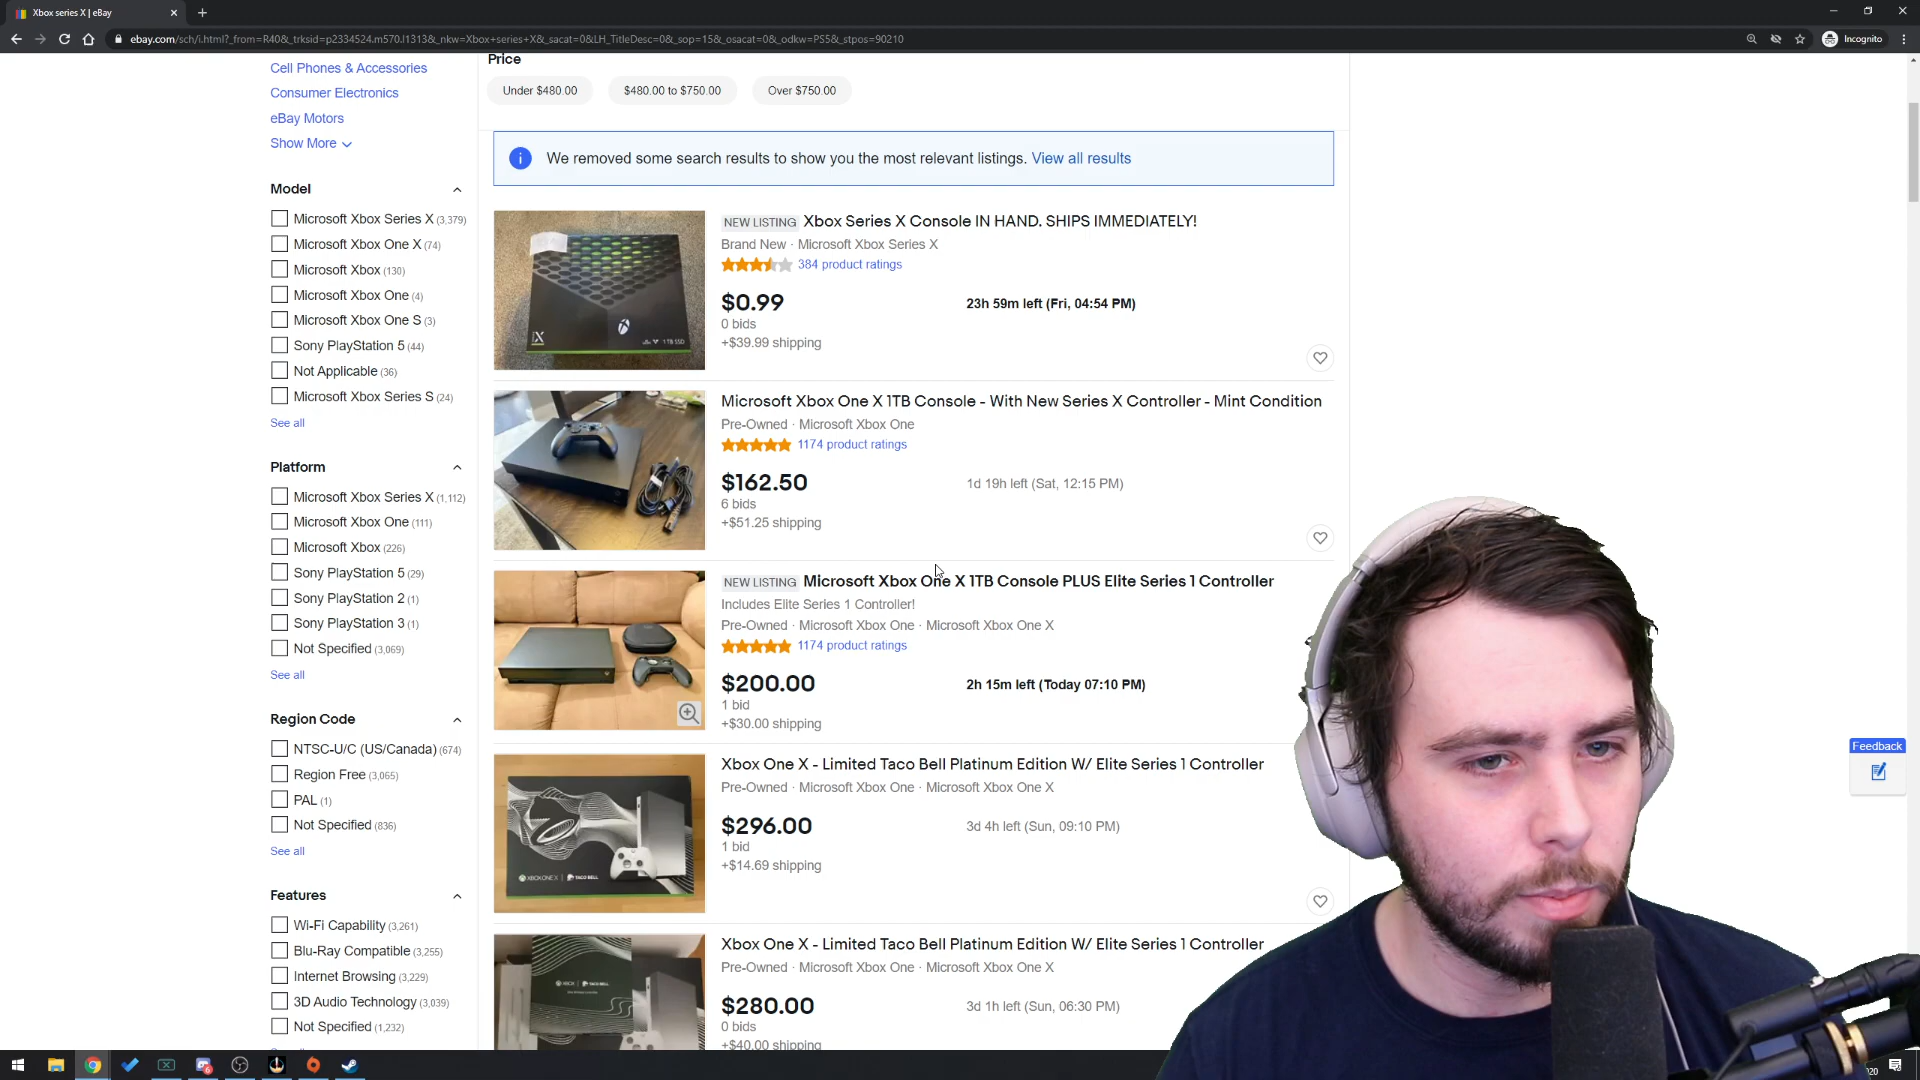 Xbox series X | eBay
ebay.com/sch/i.html?_from=R40&_trksid=p2334524.m570.l1313&_nkw=Xbox+series+X&_sacat=0&LH_TitleDesc=0&_sop=15&_osacat=0&_odkw=PS5&_stpos=90210
Incognito
Cell Phones & Accessories
Consumer Electronics
eBay Motors
Show More
Model
Microsoft Xbox Series X (3,379)
Microsoft Xbox One X (74)
Microsoft Xbox (130)
Microsoft Xbox One (4)
Microsoft Xbox One S (3)
Sony PlayStation 5 (44)
Not Applicable (36)
Microsoft Xbox Series S (24)
See all
Platform
Microsoft Xbox Series X (1,112)
Microsoft Xbox One (111)
Microsoft Xbox (226)
Sony PlayStation 5 (29)
Sony PlayStation 2 (1)
Sony PlayStation 3 (1)
Not Specified (3,069)
See all
Region Code
NTSC-U/C (US/Canada) (674)
Region Free (3,065)
PAL (1)
Not Specified (836)
See all
Features
Wi-Fi Capability (3,261)
Blu-Ray Compatible (3,255)
Internet Browsing (3,229)
3D Audio Technology (3,039)
Not Specified (1,232)
Price
Under $480.00
$480.00 to $750.00
Over $750.00
We removed some search results to show you the most relevant listings. View all results
NEW LISTING Xbox Series X Console IN HAND. SHIPS IMMEDIATELY!
Brand New · Microsoft Xbox Series X
384 product ratings
$0.99
23h 59m left (Fri, 04:54 PM)
0 bids
+$39.99 shipping
Microsoft Xbox One X 1TB Console - With New Series X Controller - Mint Condition
Pre-Owned · Microsoft Xbox One
1174 product ratings
$162.50
1d 19h left (Sat, 12:15 PM)
6 bids
+$51.25 shipping
NEW LISTING Microsoft Xbox One X 1TB Console PLUS Elite Series 1 Controller
Includes Elite Series 1 Controller!
Pre-Owned · Microsoft Xbox One · Microsoft Xbox One X
1174 product ratings
$200.00
2h 15m left (Today 07:10 PM)
1 bid
+$30.00 shipping
Xbox One X - Limited Taco Bell Platinum Edition W/ Elite Series 1 Controller
Pre-Owned · Microsoft Xbox One · Microsoft Xbox One X
$296.00
3d 4h left (Sun, 09:10 PM)
1 bid
+$14.69 shipping
XBOX ONE X | TACO BELL
Xbox One X - Limited Taco Bell Platinum Edition W/ Elite Series 1 Controller
Pre-Owned · Microsoft Xbox One · Microsoft Xbox One X
$280.00
3d 1h left (Sun, 06:30 PM)
0 bids
+$40.00 shipping
Feedback